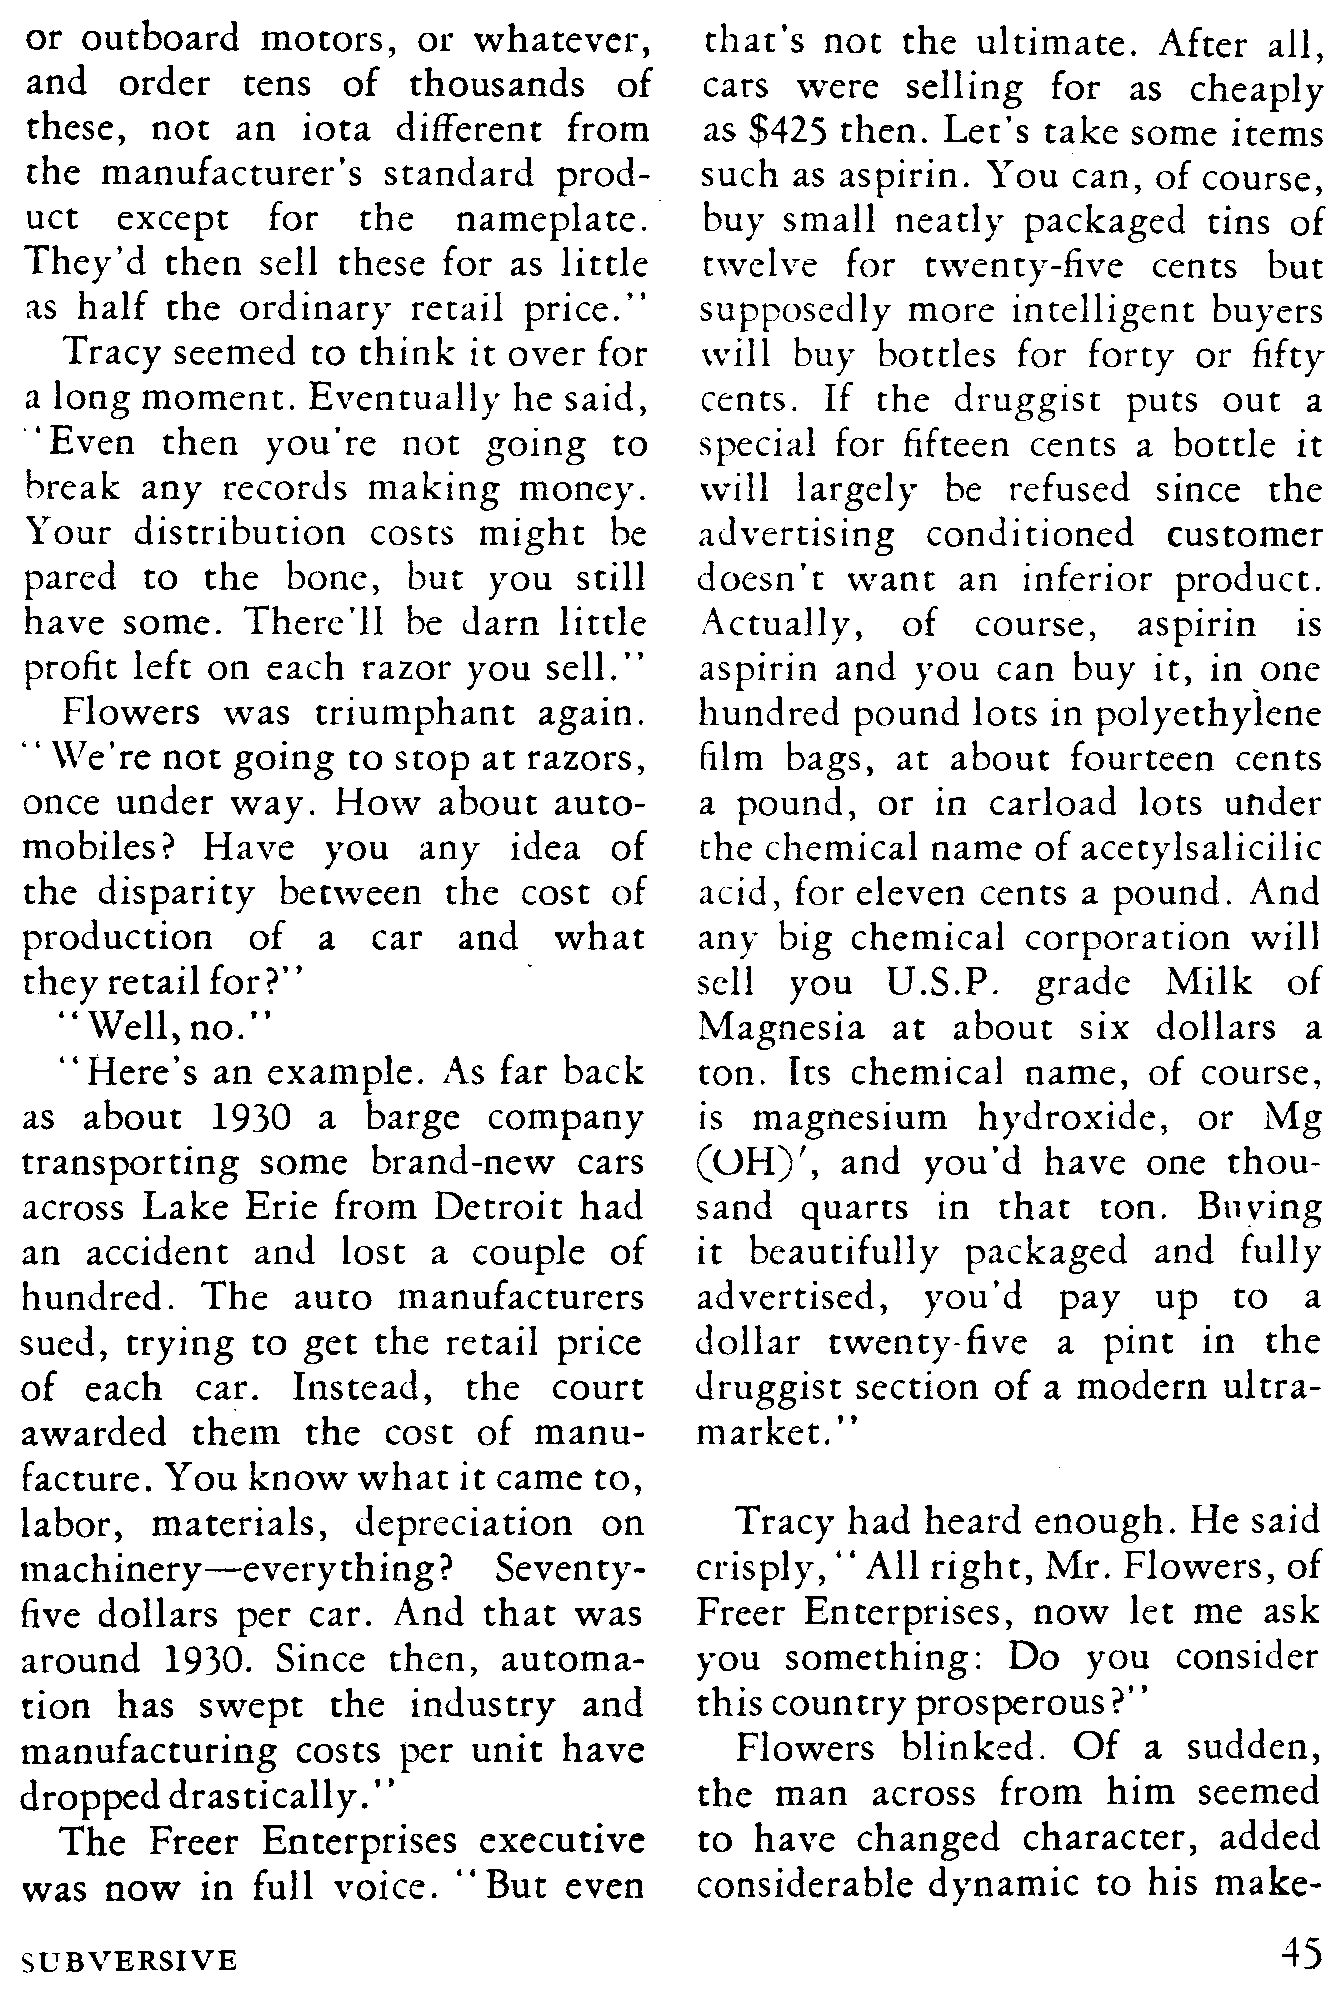 or outboard motors, or whatever,
and order tens of thousands of
these, not an iota different from
the manufacturer's standard prod-
uct except for the nameplate.
They'd then sell these for as little
as half the ordinary retail price."
Tracy seemed to think it over for
a long moment. Eventually he said,
"Even then you're not going to
break any records making money.
Your distribution costs might be
pared to the bone, but you still
have some. There'll be darn little
profit left on each razor you sell."
Flowers was triumphant again.
"We're not going to stop at razors,
once under way. How about auto-
mobiles? Have you any idea of
the disparity between the cost of
production of a car and what
they retail for?"
"Well, no."
"Here's an example. As far back
as about 1930 a barge company
transporting some brand-new cars
across Lake Erie from Detroit had
an accident and lost a couple of
hundred. The auto manufacturers
sued, trying to get the retail price
of each car. Instead, the court
awarded them the cost of manu-
facture. You know what it came to,
labor, materials, depreciation on
machinery—everything? Seventy-
five dollars per car. And that was
around 1930. Since then, automa-
tion has swept the industry and
manufacturing costs per unit have
dropped drastically."
The Freer Enterprises executive
was now in full voice. "But even
that's not the ultimate. After all,
cars were selling for as cheaply
as $425 then. Let's take some items
such as aspirin. You can, of course,
buy small neatly packaged tins of
twelve for twenty-five cents but
supposedly more intelligent buyers
will buy bottles for forty or fifty
cents. If the druggist puts out a
special for fifteen cents a bottle it
will largely be refused since the
advertising conditioned customer
doesn't want an inferior product.
Actually, of course, aspirin is
aspirin and you can buy it, in one
hundred pound lots in polyethylene
film bags, at about fourteen cents
a pound, or in carload lots under
the chemical name of acetylsalicilic
acid, for eleven cents a pound. And
any big chemical corporation will
sell you U.S.P. grade Milk of
Magnesia at about six dollars a
ton. Its chemical name, of course,
is magnesium hydroxide, or Mg
(OH)', and you'd have one thou-
sand quarts in that ton. Buying
it beautifully packaged and fully
advertised, you'd pay up to a
dollar twenty-five a pint in the
druggist section of a modern ultra-
market."
Tracy had heard enough. He said
crisply, "All right, Mr. Flowers, of
Freer Enterprises, now let me ask
you something: Do you consider
this country prosperous?"
Flowers blinked. Of a sudden,
the man across from him seemed
to have changed character, added
considerable dynamic to his make-
SUBVERSIVE
45